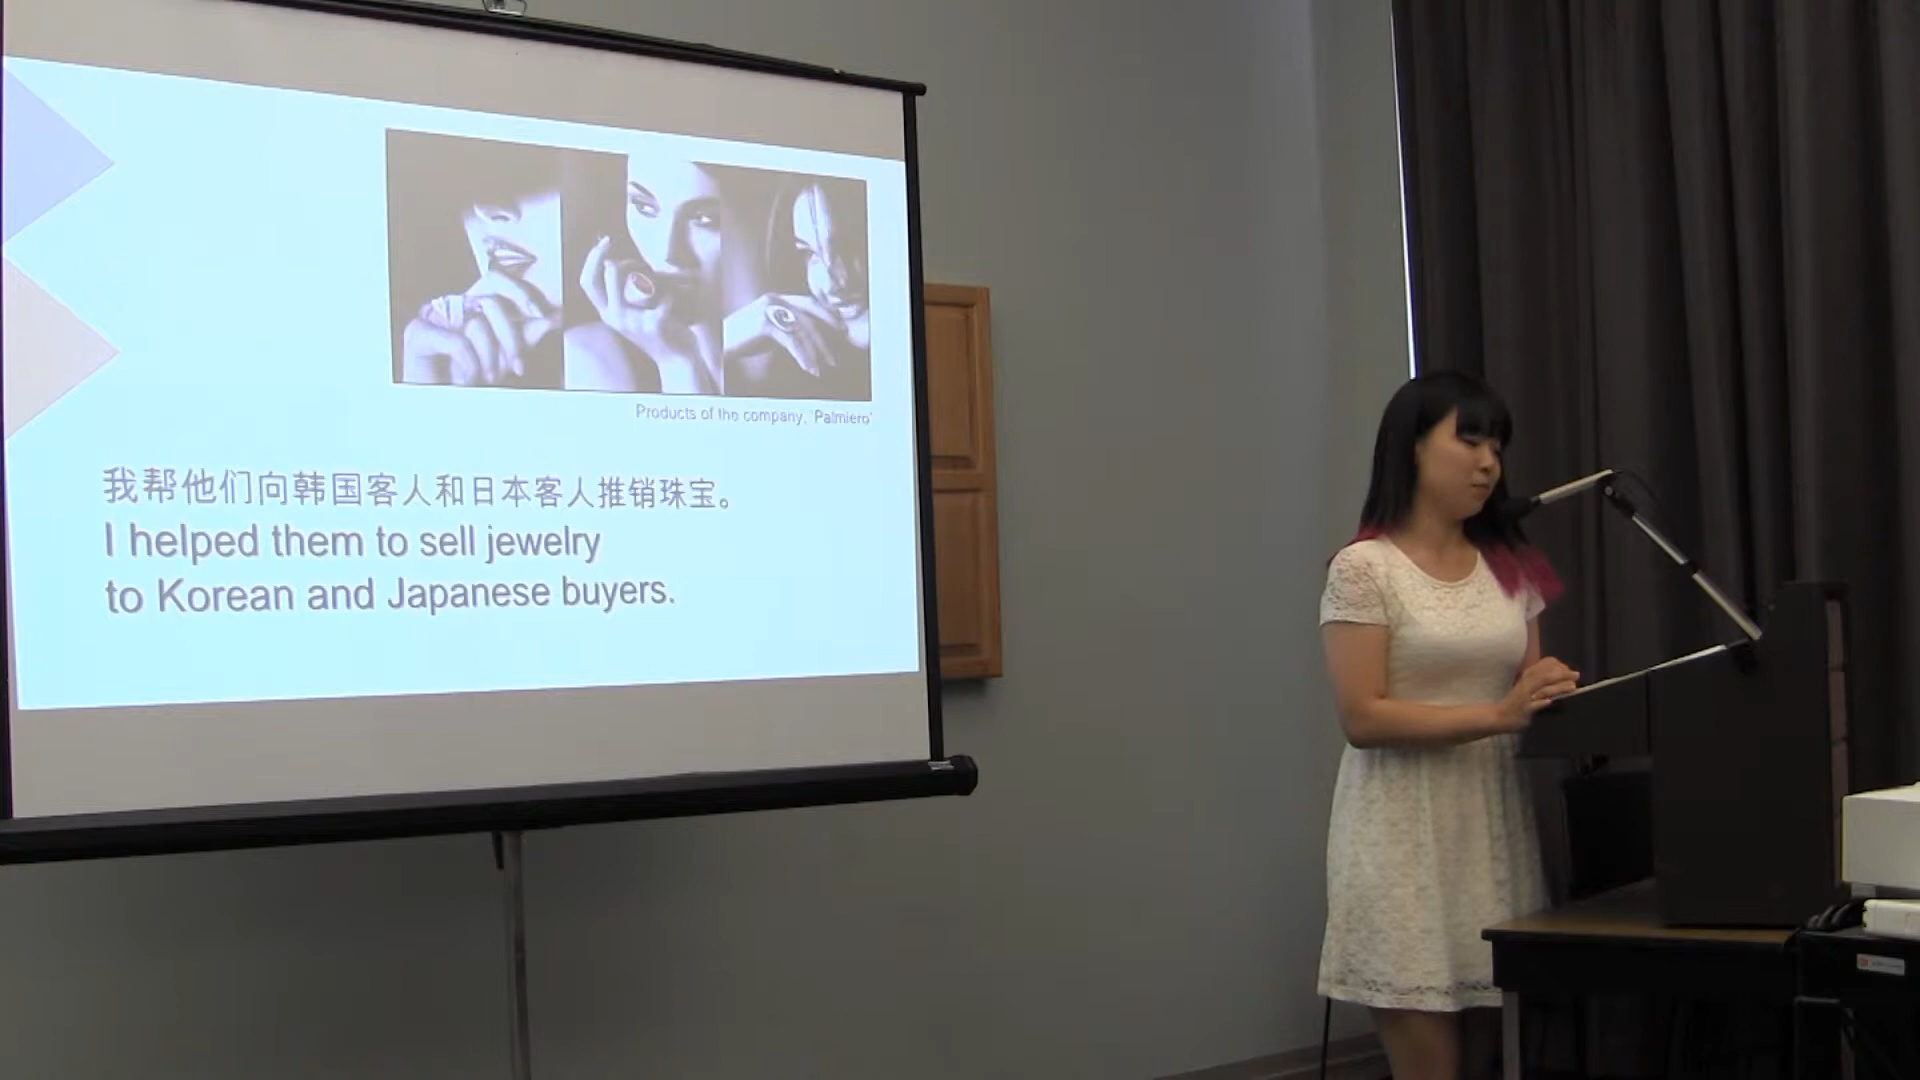 Products of the company, 'Palmiero'
我帮他们向韩国客人和日本客人推销珠宝。
I helped them to sell jewelry
to Korean and Japanese buyers.